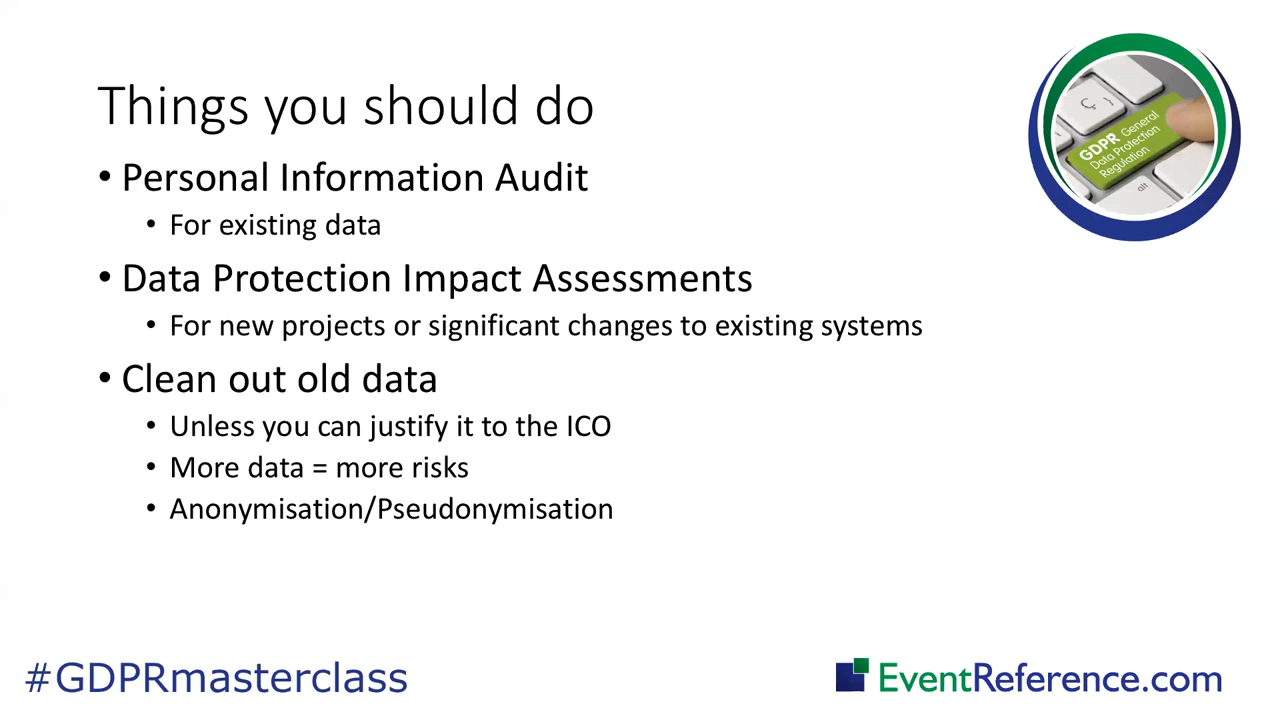 Things you should do
• Personal Information Audit
• For existing data
• Data Protection Impact Assessments
• For new projects or significant changes to existing systems
• Clean out old data
• Unless you can justify it to the ICO
• More data = more risks
• Anonymisation/Pseudonymisation
Ç
GDPR General
Data Protection
Regulation
alt
#GDPRmasterclass
EventReference.com